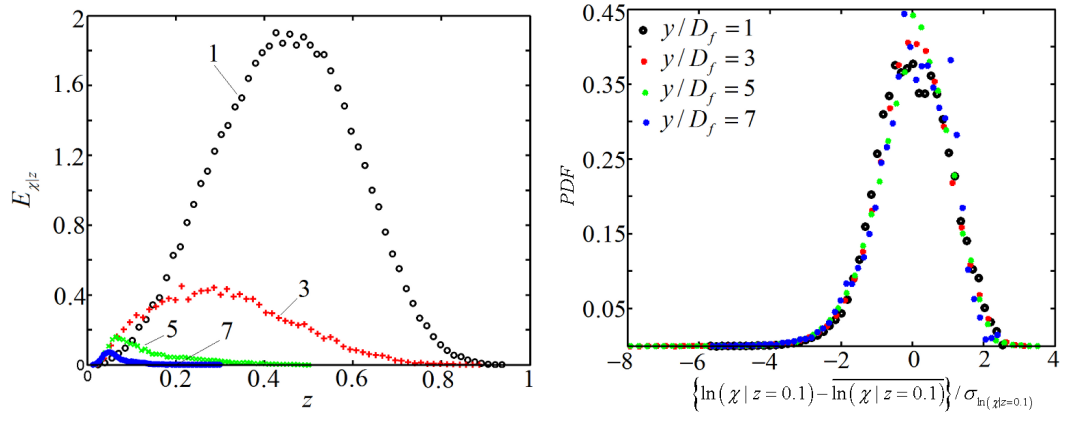 2
1.6
1.2
0.8
0.4
0
E_χ|z
0 0.2 0.4 0.6 0.8 1
z
1
3
5
7
0.45
0.35
0.25
0.15
0.05
PDF
y/D_f = 1
y/D_f = 3
y/D_f = 5
y/D_f = 7
−8 −6 −4 −2 0 2 4
{ln(χ | z = 0.1) − \overline{ln(χ | z = 0.1)}} / σ_ln(χ|z=0.1)